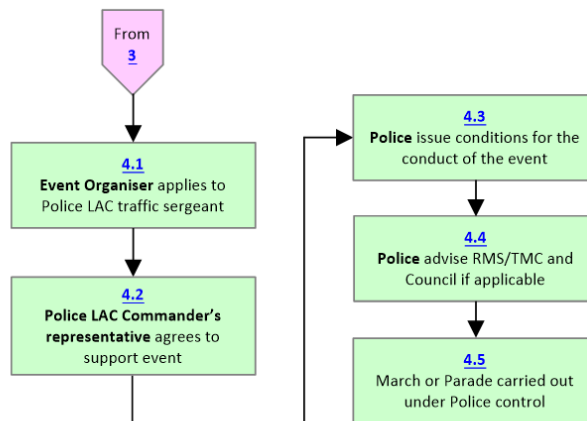 From
3
4.1
Event Organiser applies to
Police LAC traffic sergeant
4.2
Police LAC Commander's
representative agrees to
support event
4.3
Police issue conditions for the
conduct of the event
4.4
Police advise RMS/TMC and
Council if applicable
4.5
March or Parade carried out
under Police control